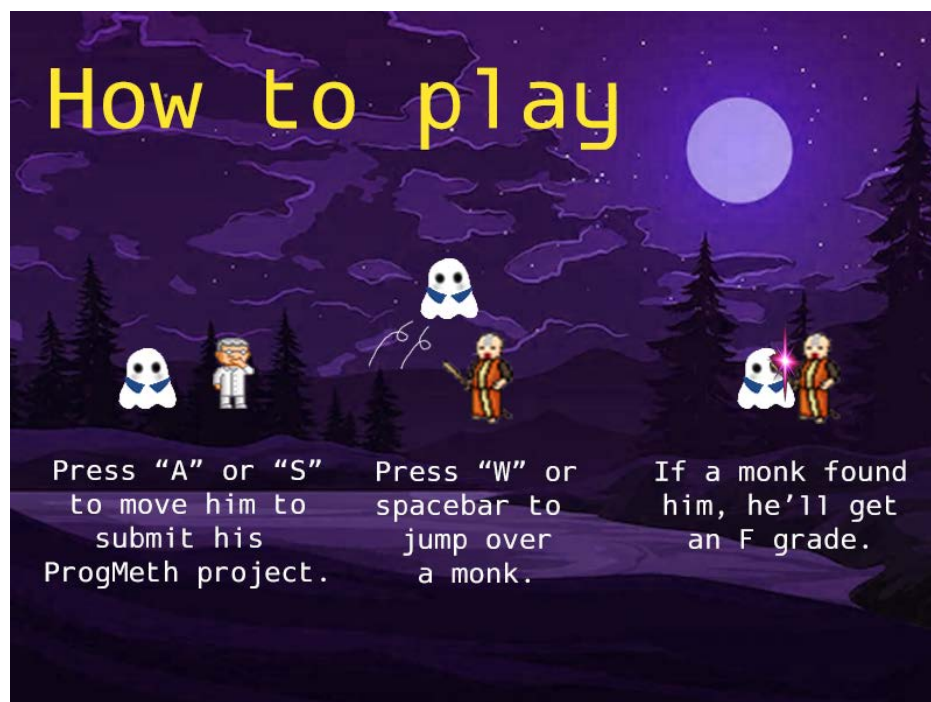 How to play
Press “A” or “S”
to move him to
submit his
ProgMeth project.
Press “W” or
spacebar to
jump over
a monk.
If a monk found
him, he’ll get
an F grade.